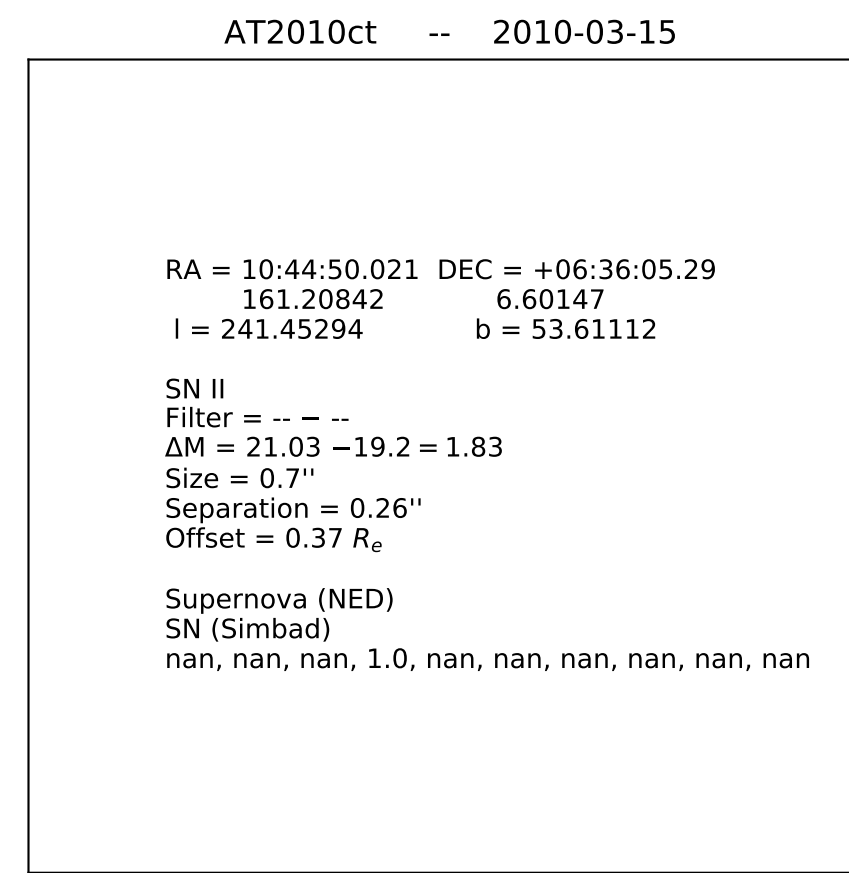 AT2010ct -- 2010-03-15
RA = 10:44:50.021 DEC = +06:36:05.29
161.20842 6.60147
l = 241.45294 b = 53.61112
SN II
Filter = -- − --
ΔM = 21.03 −19.2 = 1.83
Size = 0.7''
Separation = 0.26''
Offset = 0.37 Rₑ
Supernova (NED)
SN (Simbad)
nan, nan, nan, 1.0, nan, nan, nan, nan, nan, nan